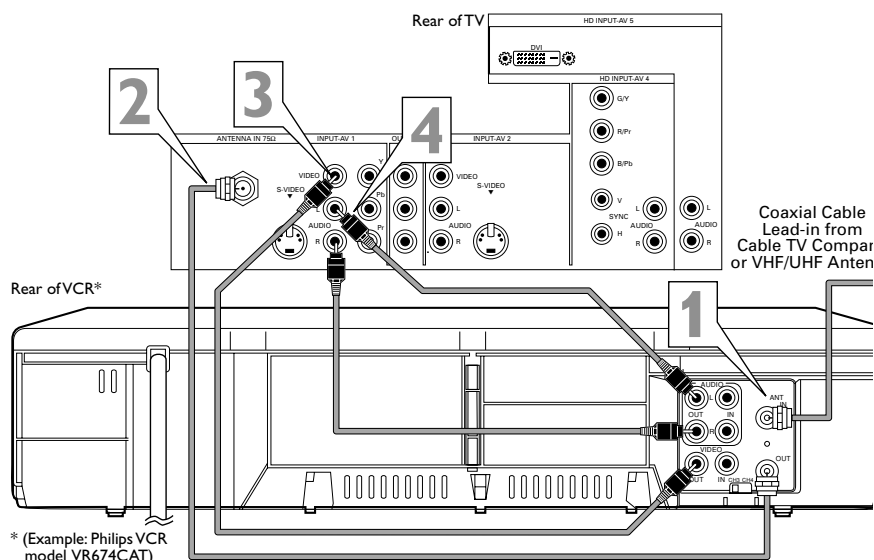 Rear of TV
HD INPUT-AV 5
DVI
HD INPUT-AV 4
G/Y
R/Pr
B/Pb
V
SYNC
H
L
AUDIO
R
L
AUDIO
R
2
3
4
ANTENNA IN 75Ω
INPUT-AV 1
INPUT-AV 2
VIDEO
Y
S-VIDEO
L
Pb
AUDIO
R
Pr
VIDEO
S-VIDEO
L
AUDIO
R
Coaxial Cable
Lead-in from
Cable TV Compan
or VHF/UHF Anten
Rear of VCR*
1
AUDIO
L
OUT
IN
R
VIDEO
OUT
IN
CH3 CH4
ANT
IN
OUT
* (Example: Philips VCR
model VR674CAT)